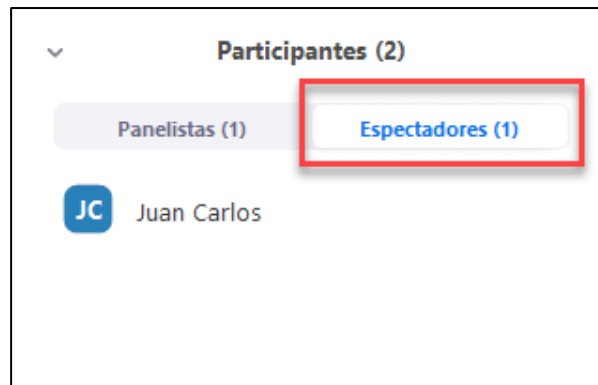 Participantes (2)
Panelistas (1) Espectadores (1)
JC Juan Carlos